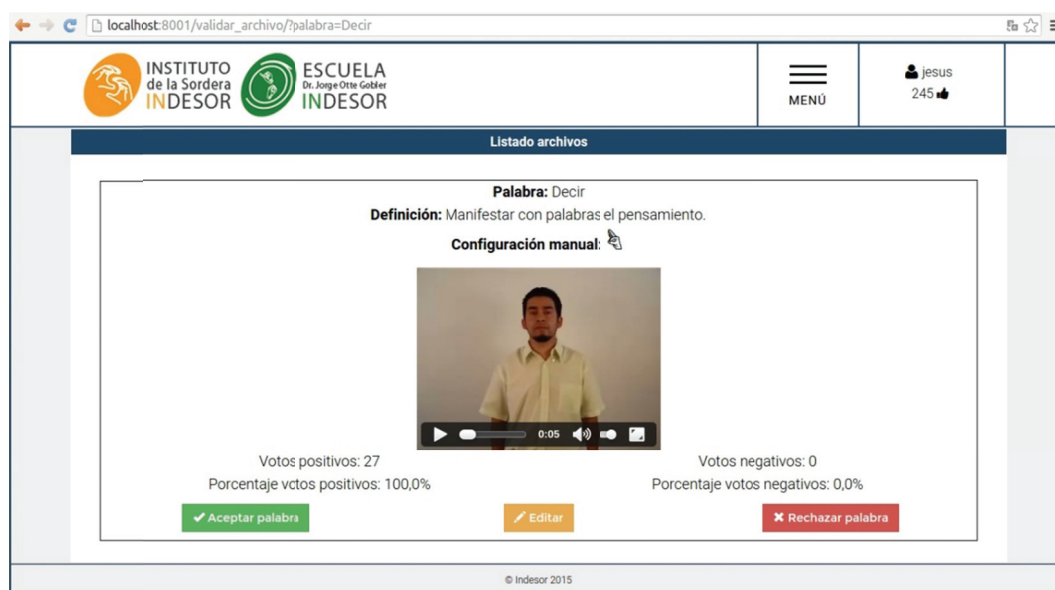 localhost:8001/validar_archivo/?palabra=Decir
INSTITUTO
de la Sordera
INDESOR
ESCUELA
Dr. Jorge Otte Gobler
INDESOR
MENÚ
jesus
245
Listado archivos
Palabra: Decir
Definición: Manifestar con palabras el pensamiento.
Configuración manual:
0:05
Votos positivos: 27
Votos negativos: 0
Porcentaje votos positivos: 100,0%
Porcentaje votos negativos: 0,0%
Aceptar palabra
Editar
Rechazar palabra
© Indesor 2015